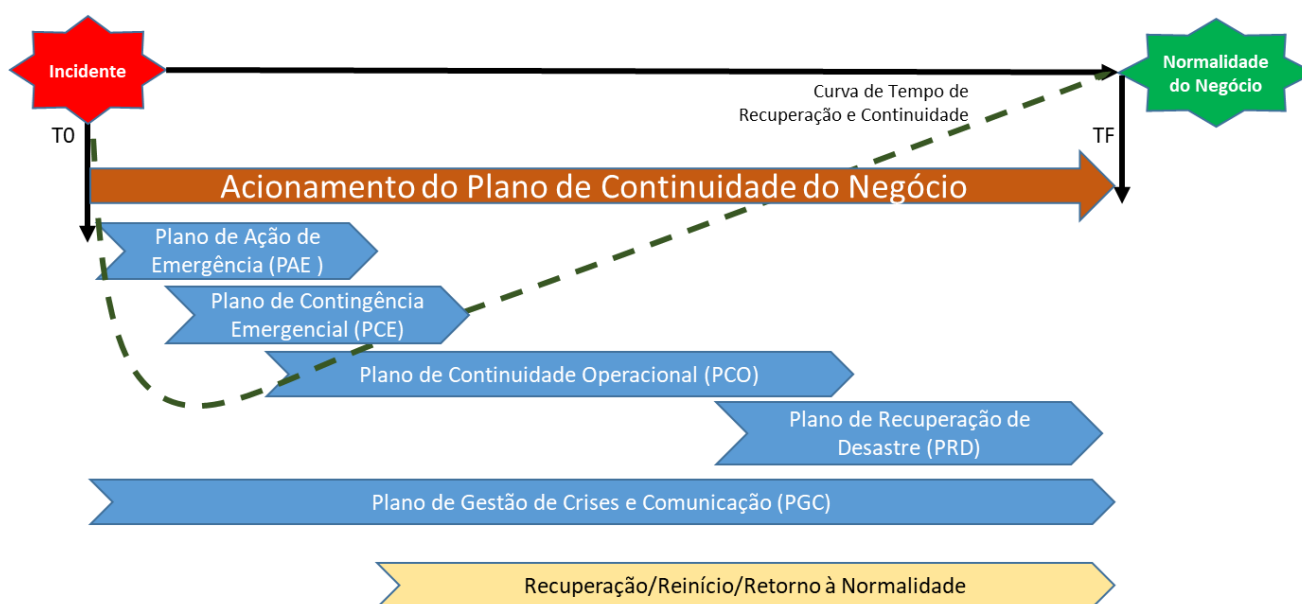 Incidente
Normalidade
do Negócio
Curva de Tempo de
Recuperação e Continuidade
T0
TF
Acionamento do Plano de Continuidade do Negócio
Plano de Ação de
Emergência (PAE )
Plano de Contingência
Emergencial (PCE)
Plano de Continuidade Operacional (PCO)
Plano de Recuperação de
Desastre (PRD)
Plano de Gestão de Crises e Comunicação (PGC)
Recuperação/Reinício/Retorno à Normalidade